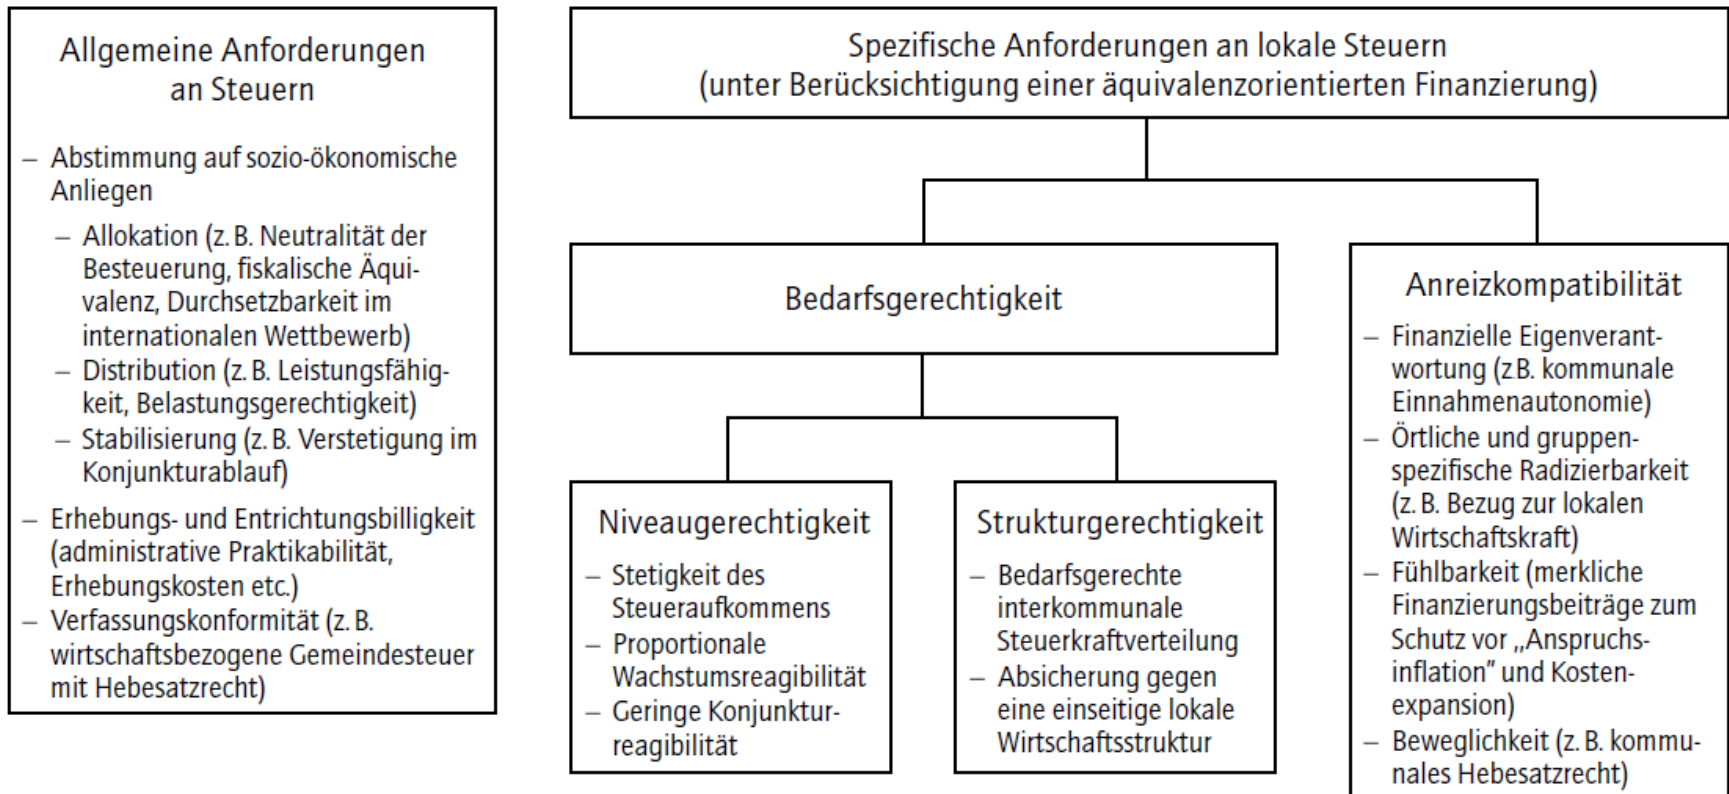 Allgemeine Anforderungen
an Steuern
– Abstimmung auf sozio-ökonomische
Anliegen
– Allokation (z. B. Neutralität der
Besteuerung, fiskalische Äqui-
valenz, Durchsetzbarkeit im
internationalen Wettbewerb)
– Distribution (z. B. Leistungsfähig-
keit, Belastungsgerechtigkeit)
– Stabilisierung (z. B. Verstetigung im
Konjunkturablauf)
– Erhebungs- und Entrichtungsbilligkeit
(administrative Praktikabilität,
Erhebungskosten etc.)
– Verfassungskonformität (z. B.
wirtschaftsbezogene Gemeindesteuer
mit Hebesatzrecht)
Spezifische Anforderungen an lokale Steuern
(unter Berücksichtigung einer äquivalenzorientierten Finanzierung)
Bedarfsgerechtigkeit
Niveaugerechtigkeit
– Stetigkeit des
Steueraufkommens
– Proportionale
Wachstumsreagibilität
– Geringe Konjunktur-
reagibilität
Strukturgerechtigkeit
– Bedarfsgerechte
interkommunale
Steuerkraftverteilung
– Absicherung gegen
eine einseitige lokale
Wirtschaftsstruktur
Anreizkompatibilität
– Finanzielle Eigenverant-
wortung (z B. kommunale
Einnahmenautonomie)
– Örtliche und gruppen-
spezifische Radizierbarkeit
(z. B. Bezug zur lokalen
Wirtschaftskraft)
– Fühlbarkeit (merkliche
Finanzierungsbeiträge zum
Schutz vor „Anspruchs-
inflation" und Kosten-
expansion)
– Beweglichkeit (z. B. kommu-
nales Hebesatzrecht)